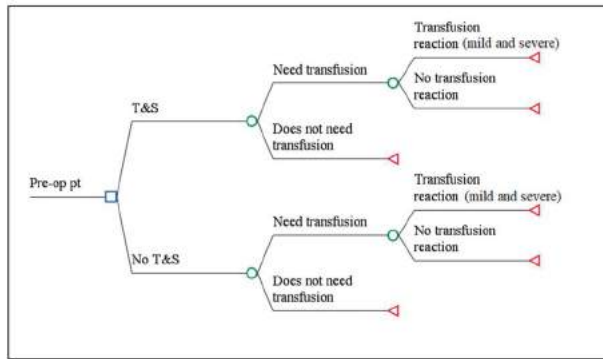 Transfusion
reaction (mild and severe)
Need transfusion
No transfusion
reaction
T&S
Does not need
transfusion
Pre-op pt
Transfusion
reaction (mild and severe)
Need transfusion
No transfusion
reaction
No T&S
Does not need
transfusion